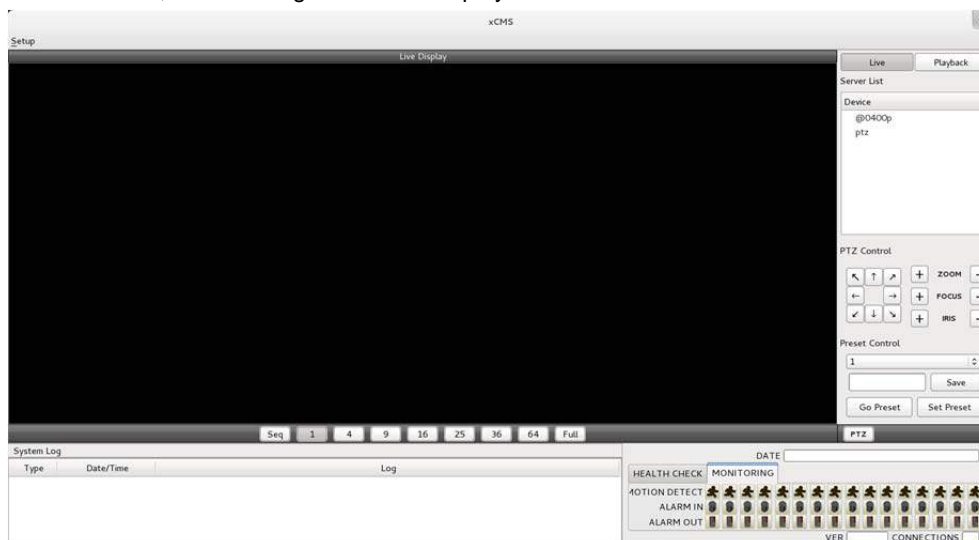 xCMS
Setup
Live Display
Live Playback
Server List
Device
@0400p
ptz
PTZ Control
↖ ↑ ↗ + ZOOM -
← → + FOCUS -
↙ ↓ ↘ + IRIS -
Preset Control
1
Save
Go Preset Set Preset
Seq 1 4 9 16 25 36 64 Full
PTZ
System Log
Type Date/Time Log
DATE
HEALTH CHECK MONITORING
MOTION DETECT
ALARM IN
ALARM OUT
VER CONNECTIONS